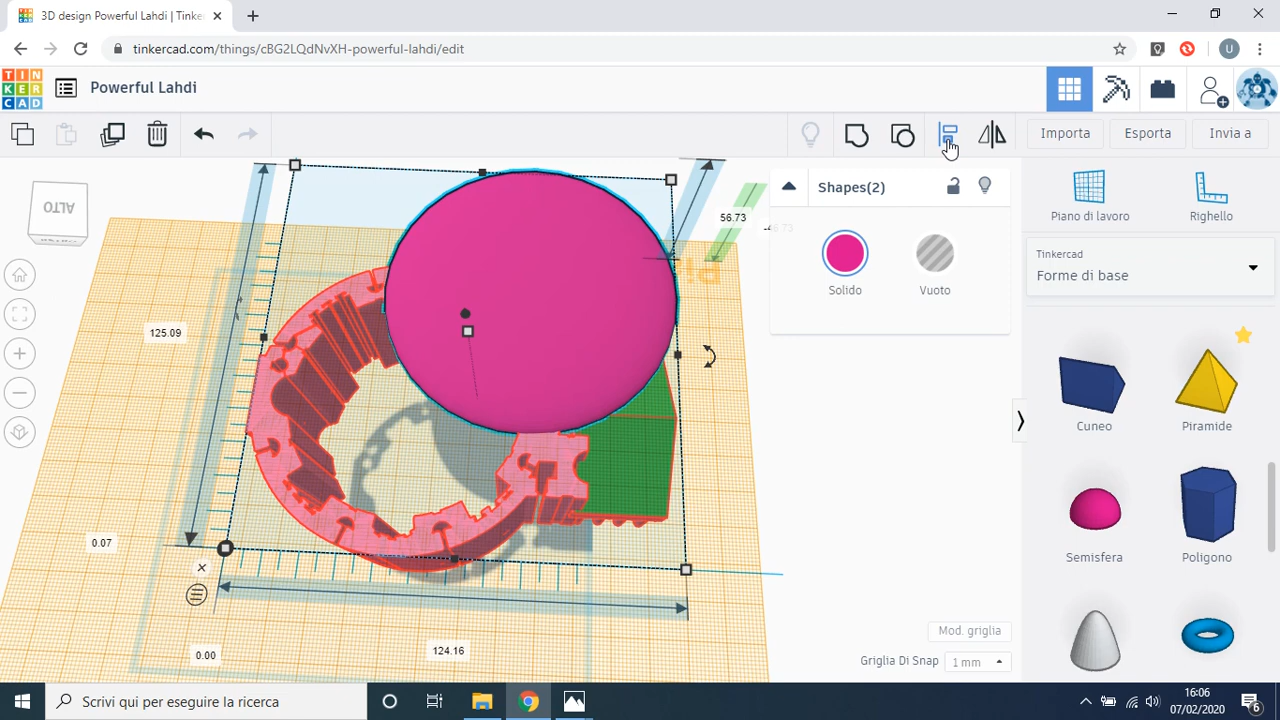 3D design Powerful Lahdi | Tinker
tinkercad.com/things/cBG2LQdNvXH-powerful-lahdi/edit
U
TIN
KER
CAD
Powerful Lahdi
Importa
Esporta
Invia a
ALTO
Shapes(2)
Solido
Vuoto
Piano di lavoro
Righello
Tinkercad
Forme di base
Cuneo
Piramide
Semisfera
Poligono
56.73
125.09
0.07
0.00
124.16
Mod. griglia
Griglia Di Snap
1 mm
Scrivi qui per eseguire la ricerca
16:06
07/02/2020
6